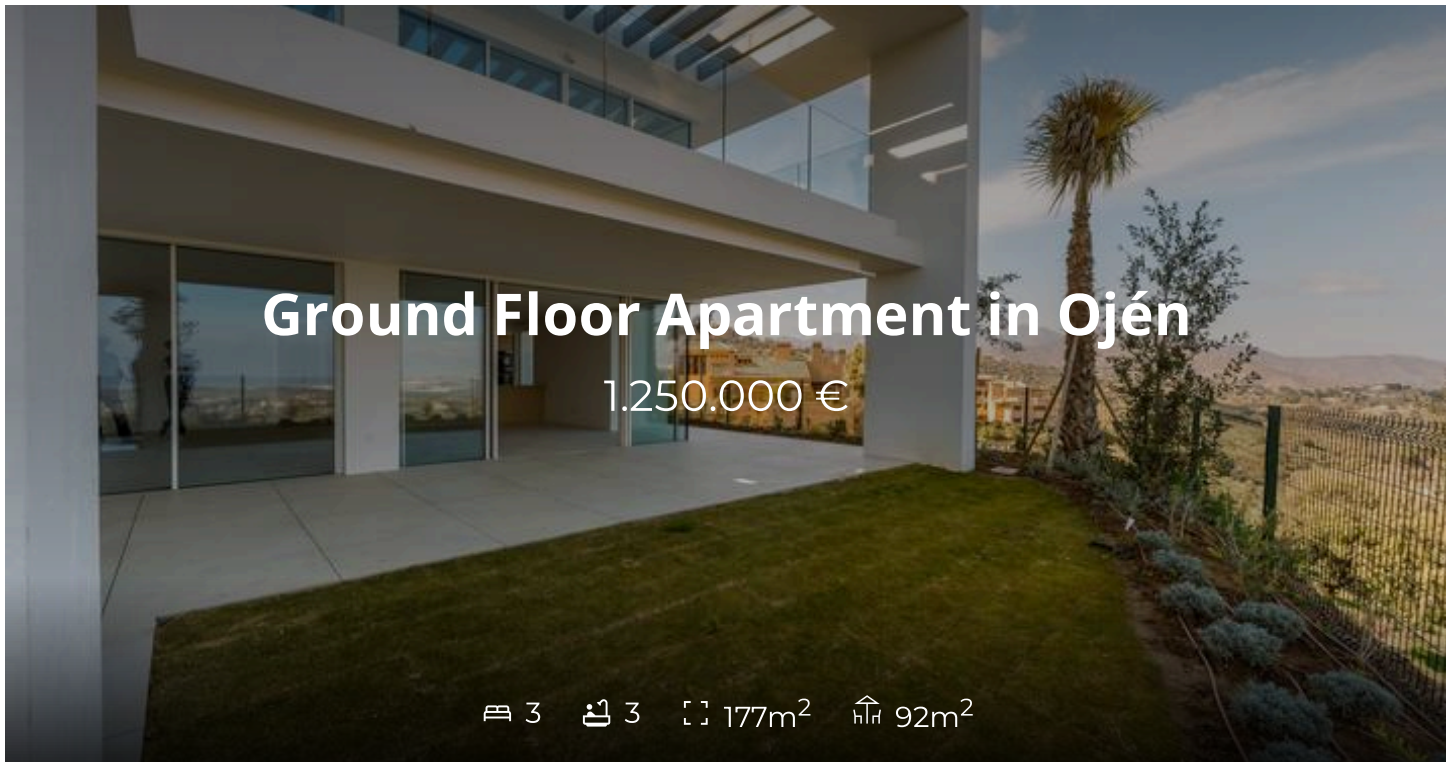 Ground Floor Apartment in Ojén
1.250.000 €
3 3 177m² 92m²